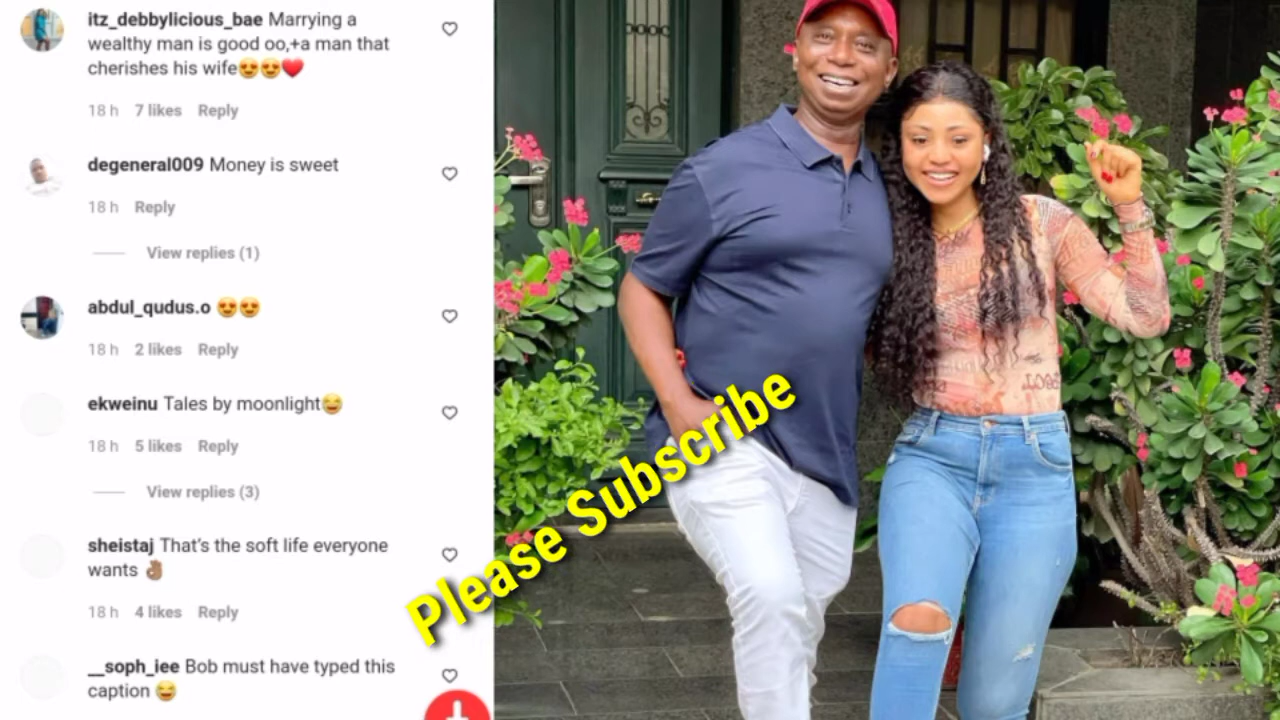 itz_debbylicious_bae Marrying a
wealthy man is good oo,+a man that
cherishes his wife😍😍❤️
18 h 7 likes Reply
degeneral009 Money is sweet
18 h Reply
View replies (1)
abdul_qudus.o 😍😍
18 h 2 likes Reply
ekweinu Tales by moonlight😂
18 h 5 likes Reply
View replies (3)
sheistaj That's the soft life everyone
wants 👌🏽
18 h 4 likes Reply
__soph_iee Bob must have typed this
caption 😂
Please Subscribe